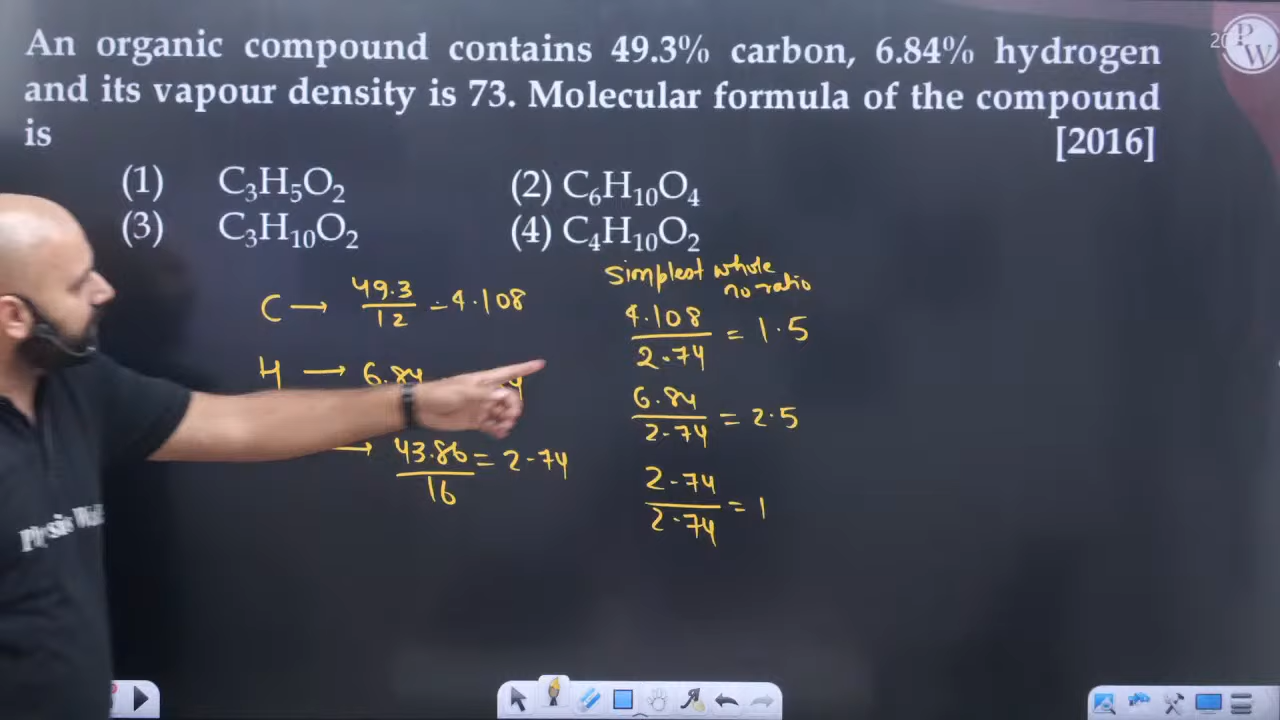 An organic compound contains 49.3% carbon, 6.84% hydrogen
and its vapour density is 73. Molecular formula of the compound
is [2016]
(1) C₃H₅O₂ (2) C₆H₁₀O₄
(3) C₃H₁₀O₂ (4) C₄H₁₀O₂
Simplest whole
no ratio
C → 49.3/12 = 4.108 4.108/2.74 = 1.5
H → 6.84 6.84/2.74 = 2.5
→ 43.86/16 = 2.74 2.74/2.74 = 1
PW